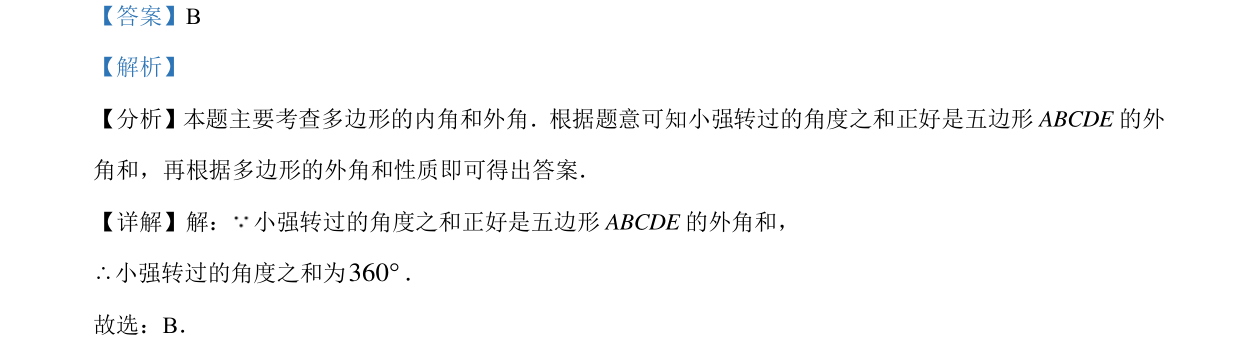 【答案】B
【解析】
【分析】本题主要考查多边形的内角和外角．根据题意可知小强转过的角度之和正好是五边形 ABCDE 的外
角和，再根据多边形的外角和性质即可得出答案．
【详解】解：∵小强转过的角度之和正好是五边形 ABCDE 的外角和，
∴小强转过的角度之和为360°．
故选：B．